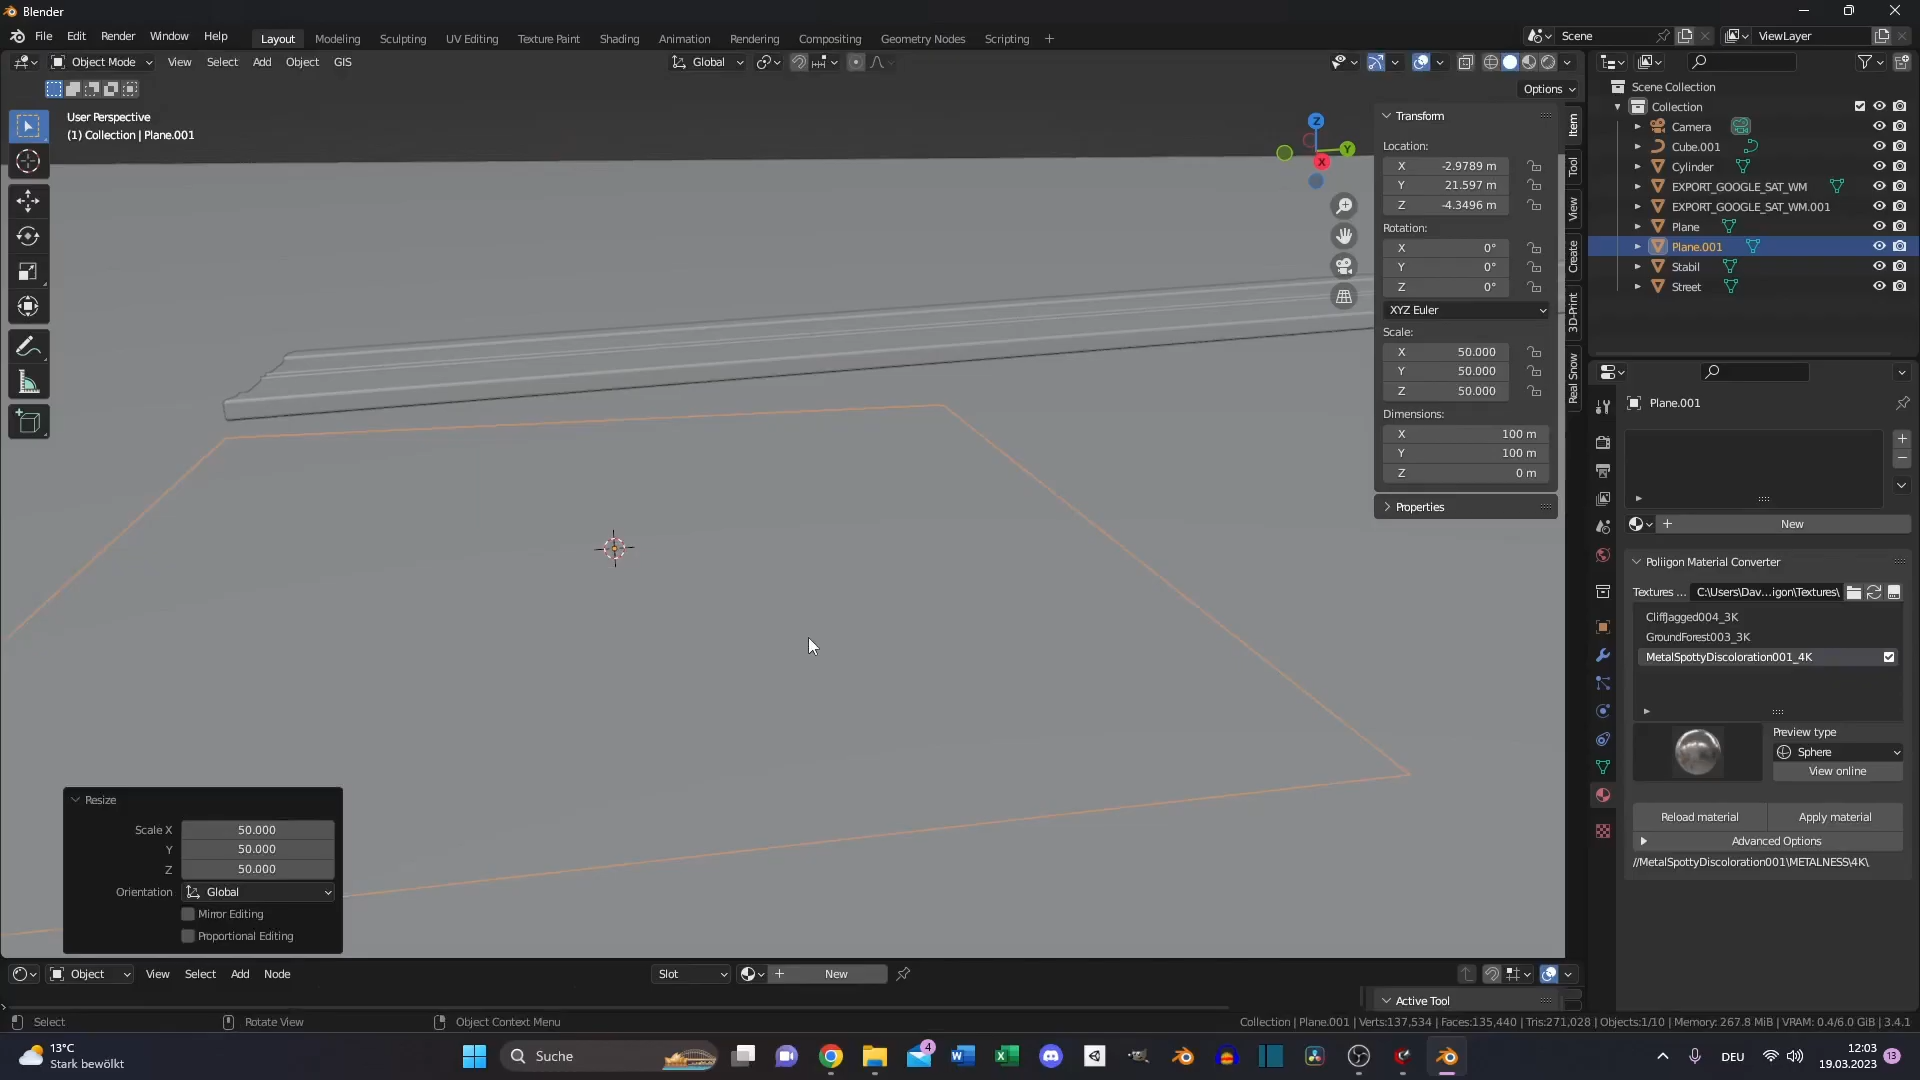 Blender
File Edit Render Window Help
Layout Modeling Sculpting UV Editing Texture Paint Shading Animation Rendering Compositing Geometry Nodes Scripting +
Scene
ViewLayer
Object Mode View Select Add Object GIS
Global
Options
User Perspective
(1) Collection | Plane.001
Z
Y
X
Transform
Location:
X -2.9789 m
Y 21.597 m
Z -4.3496 m
Rotation:
X 0°
Y 0°
Z 0°
XYZ Euler
Scale:
X 50.000
Y 50.000
Z 50.000
Dimensions:
X 100 m
Y 100 m
Z 0 m
Properties
Item
Tool
View
Create
3D-Print
Real Snow
Scene Collection
Collection
Camera
Cube.001
Cylinder
EXPORT_GOOGLE_SAT_WM
EXPORT_GOOGLE_SAT_WM.001
Plane
Plane.001
Stabil
Street
Plane.001
New
Poliigon Material Converter
Textures ... C:\Users\Dav...igon\Textures\
CliffJagged004_3K
GroundForest003_3K
MetalSpottyDiscoloration001_4K
Preview type
Sphere
View online
Reload material Apply material
Advanced Options
//MetalSpottyDiscoloration001\METALNESS\4K\
Resize
Scale X 50.000
Y 50.000
Z 50.000
Orientation Global
Mirror Editing
Proportional Editing
Object View Select Add Node
Slot
New
Active Tool
Select Rotate View Object Context Menu
Collection | Plane.001 | Verts:137,534 | Faces:135,440 | Tris:271,028 | Objects:1/10 | Memory: 267.8 MiB | VRAM: 0.4/6.0 GiB | 3.4.1
13°C
Stark bewölkt
Suche
4
DEU
12:03
19.03.2023
13